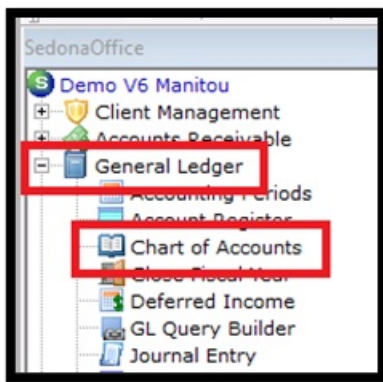 SedonaOffice
Demo V6 Manitou
Client Management
Accounts Receivable
General Ledger
Accounting Periods
Account Register
Chart of Accounts
Close Fiscal Year
Deferred Income
GL Query Builder
Journal Entry